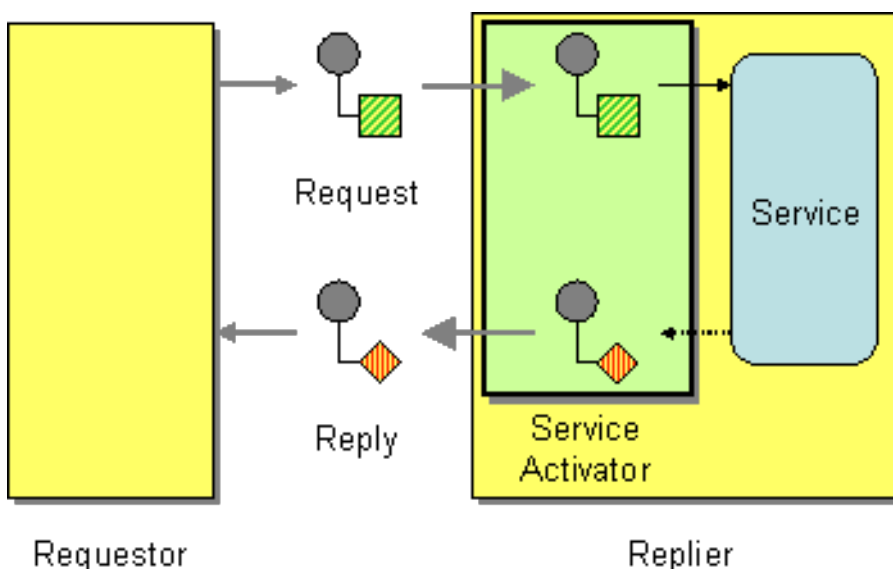 Request
Service
Reply
Service
Activator
Requestor
Replier